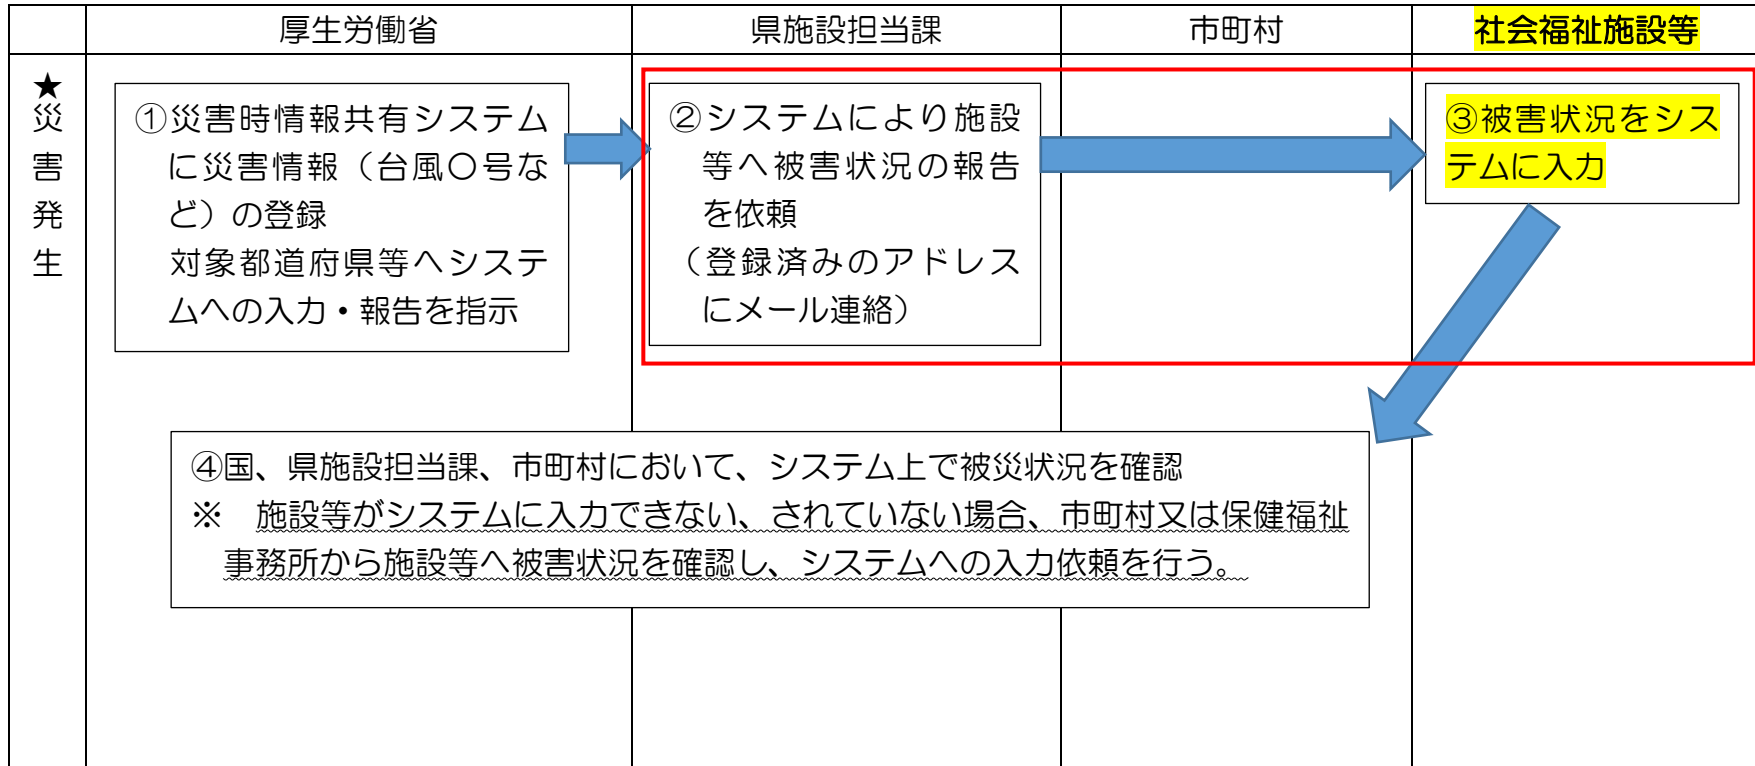 厚生労働省
県施設担当課
市町村
社会福祉施設等
★災害発生
①災害時情報共有システム
に災害情報（台風〇号な
ど）の登録
対象都道府県等へシステ
ムへの入力・報告を指示
②システムにより施設
等へ被害状況の報告
を依頼
（登録済みのアドレス
にメール連絡）
③被害状況をシス
テムに入力
④国、県施設担当課、市町村において、システム上で被災状況を確認
※　施設等がシステムに入力できない、されていない場合、市町村又は保健福祉
事務所から施設等へ被害状況を確認し、システムへの入力依頼を行う。